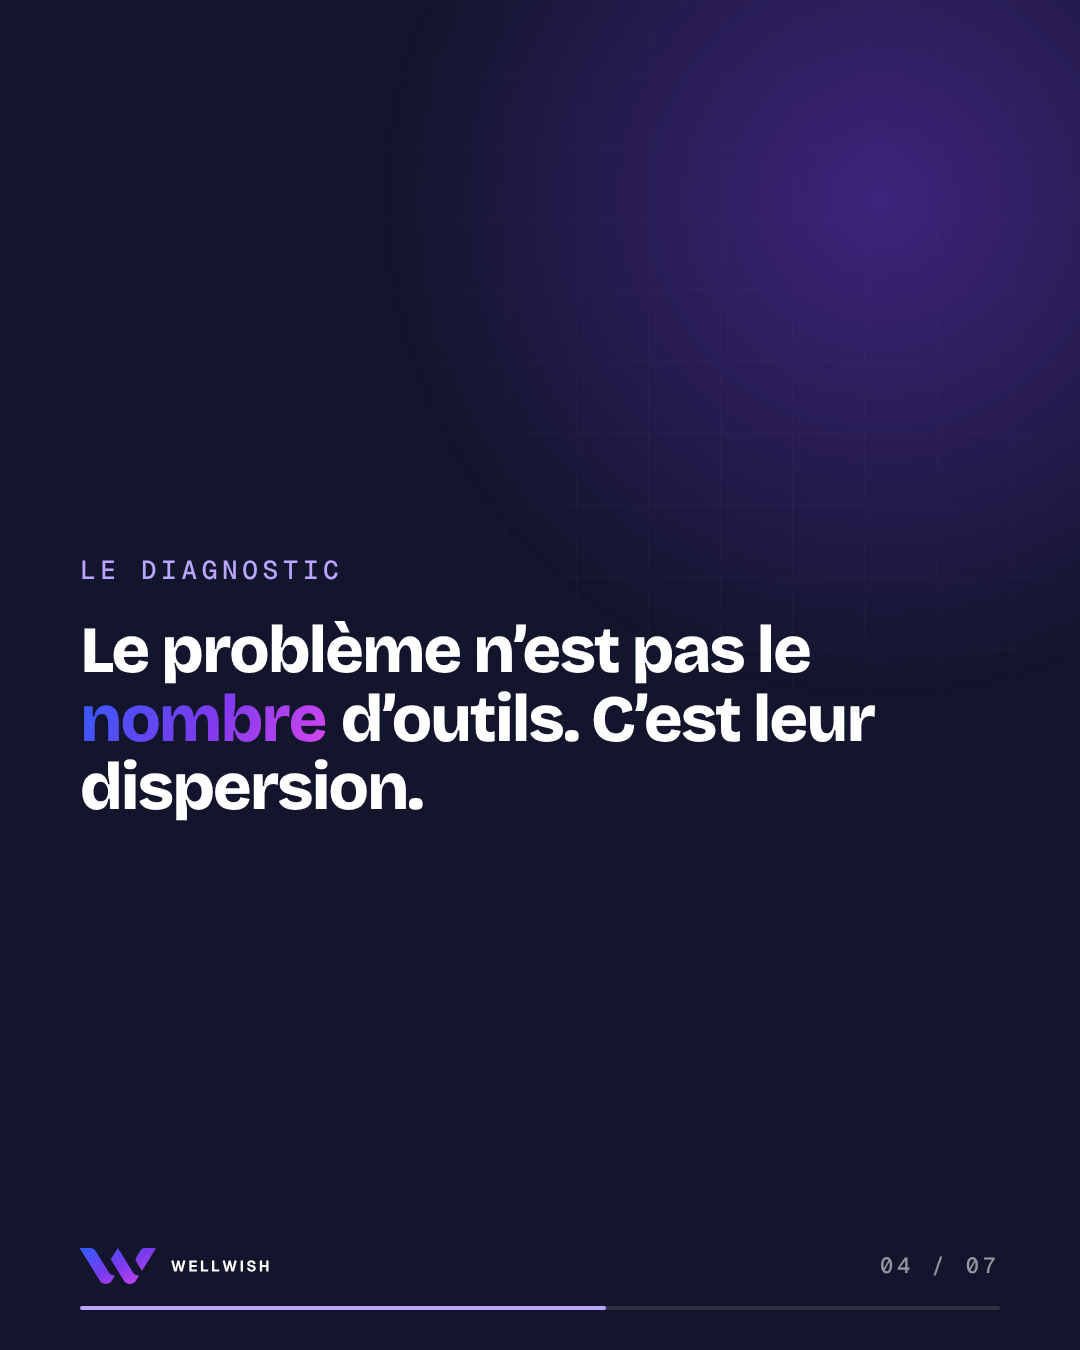 LE DIAGNOSTIC
Le problème n’est pas le
nombre d’outils. C’est leur
dispersion.
WELLWISH
04 / 07